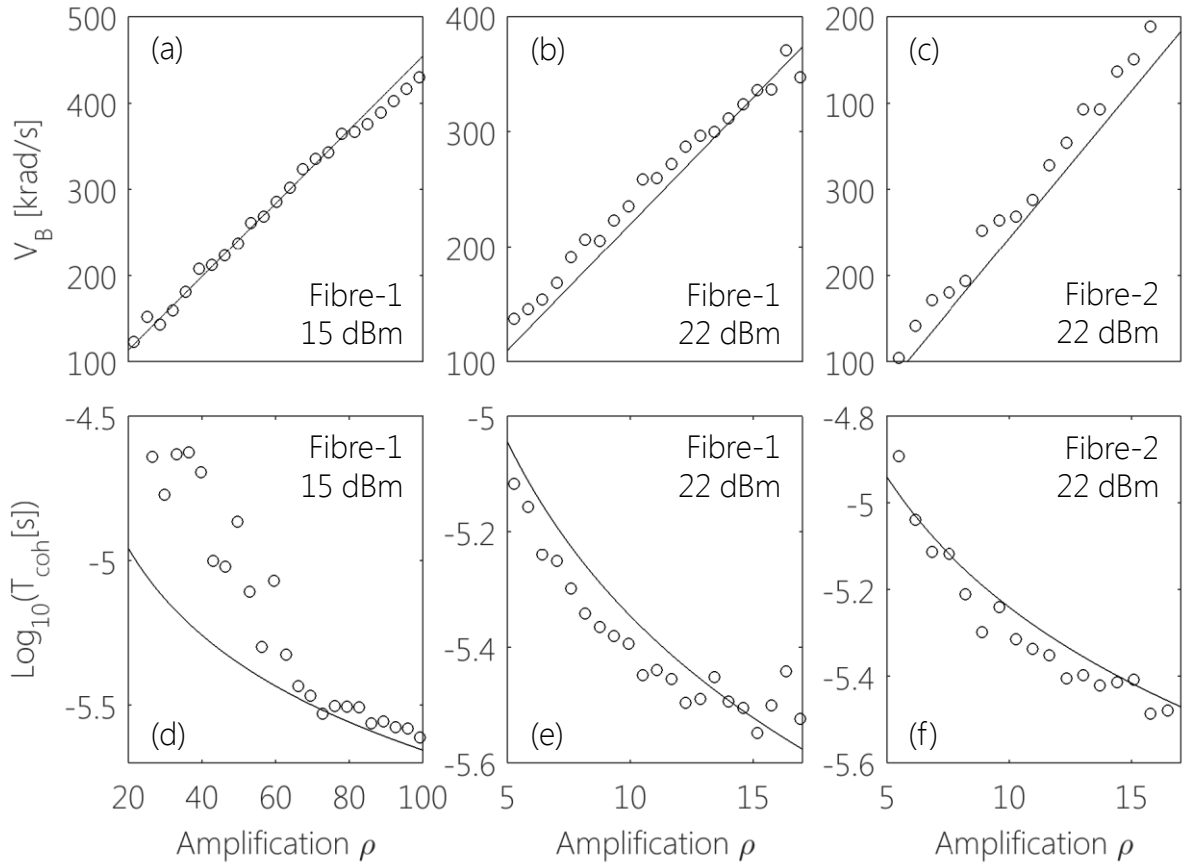 500
400
300
200
100
V_B [krad/s]
(a)
Fibre-1
15 dBm
400
300
200
100
(b)
Fibre-1
22 dBm
200
100
300
200
100
(c)
Fibre-2
22 dBm
-4.5
-5
-5.5
Log_10(T_coh[s])
Fibre-1
15 dBm
(d)
20 40 60 80 100
Amplification ρ
-5
-5.2
-5.4
-5.6
Fibre-1
22 dBm
(e)
5 10 15
Amplification ρ
-4.8
-5
-5.2
-5.4
-5.6
Fibre-2
22 dBm
(f)
5 10 15
Amplification ρ